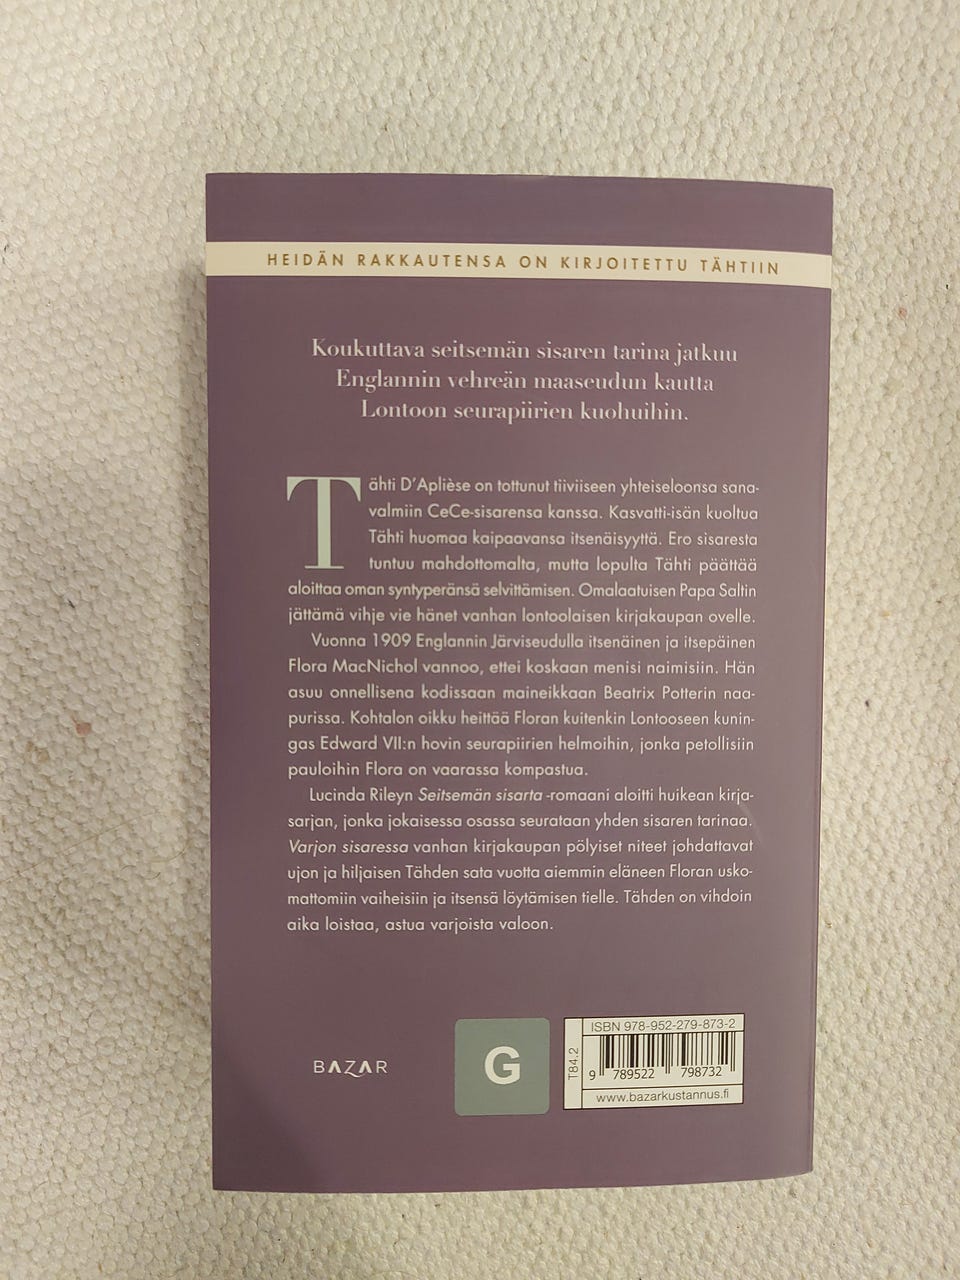 HEIDÄN RAKKAUTENSA ON KIRJOITETTU TÄHTIIN
Koukuttava seitsemän sisaren tarina jatkuu
Englannin vehreän maaseudun kautta
Lontoon seurapiirien kuohuihin.
Tähti D'Aplièse on tottunut tiiviiseen yhteiseloonsa sana-
valmiin CeCe-sisarensa kanssa. Kasvatti-isän kuoltua
Tähti huomaa kaipaavansa itsenäisyyttä. Ero sisaresta
tuntuu mahdottomalta, mutta lopulta Tähti päättää
aloittaa oman syntyperänsä selvittämisen. Omalaatuisen Papa Saltin
jättämä vihje vie hänet vanhan lontoolaisen kirjakaupan ovelle.
Vuonna 1909 Englannin Järviseudulla itsenäinen ja itsepäinen
Flora MacNichol vannoo, ettei koskaan menisi naimisiin. Hän
asuu onnellisena kodissaan maineikkaan Beatrix Potterin naa-
purissa. Kohtalon oikku heittää Floran kuitenkin Lontooseen kunin-
gas Edward VII:n hovin seurapiirien helmoihin, jonka petollisiin
pauloihin Flora on vaarassa kompastua.
Lucinda Rileyn Seitsemän sisarta -romaani aloitti huikean kirja-
sarjan, jonka jokaisessa osassa seurataan yhden sisaren tarinaa.
Varjon sisaressa vanhan kirjakaupan pölyiset niteet johdattavat
ujon ja hiljaisen Tähden sata vuotta aiemmin eläneen Floran usko-
mattomiin vaiheisiin ja itsensä löytämisen tielle. Tähden on vihdoin
aika loistaa, astua varjoista valoon.
BAZAR
G
T84.2
ISBN 978-952-279-873-2
9 789522 798732
www.bazarkustannus.fi